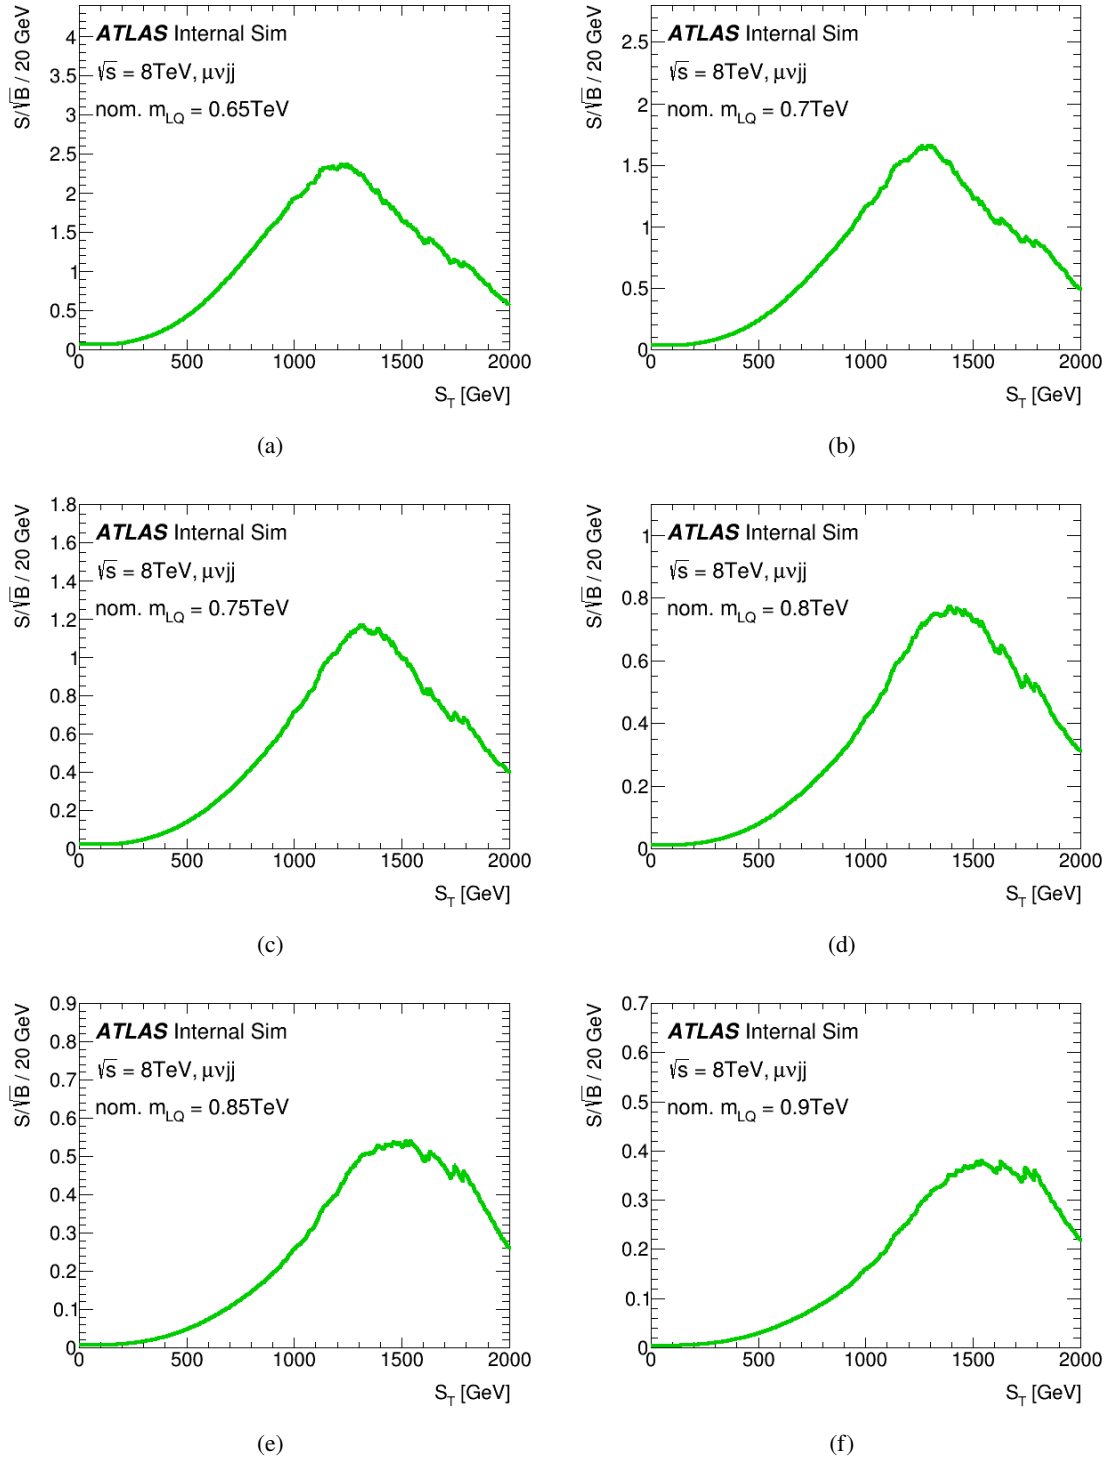 S/√B / 20 GeV
ATLAS Internal Sim
√s = 8TeV, μνjj
nom. m_LQ = 0.65TeV
4
3.5
3
2.5
2
1.5
1
0.5
0
0 500 1000 1500 2000
S_T [GeV]
(a)
S/√B / 20 GeV
ATLAS Internal Sim
√s = 8TeV, μνjj
nom. m_LQ = 0.7TeV
2.5
2
1.5
1
0.5
0
0 500 1000 1500 2000
S_T [GeV]
(b)
S/√B / 20 GeV
ATLAS Internal Sim
√s = 8TeV, μνjj
nom. m_LQ = 0.75TeV
1.8
1.6
1.4
1.2
1
0.8
0.6
0.4
0.2
0
0 500 1000 1500 2000
S_T [GeV]
(c)
S/√B / 20 GeV
ATLAS Internal Sim
√s = 8TeV, μνjj
nom. m_LQ = 0.8TeV
1
0.8
0.6
0.4
0.2
0
0 500 1000 1500 2000
S_T [GeV]
(d)
S/√B / 20 GeV
ATLAS Internal Sim
√s = 8TeV, μνjj
nom. m_LQ = 0.85TeV
0.9
0.8
0.7
0.6
0.5
0.4
0.3
0.2
0.1
0
0 500 1000 1500 2000
S_T [GeV]
(e)
S/√B / 20 GeV
ATLAS Internal Sim
√s = 8TeV, μνjj
nom. m_LQ = 0.9TeV
0.7
0.6
0.5
0.4
0.3
0.2
0.1
0
0 500 1000 1500 2000
S_T [GeV]
(f)